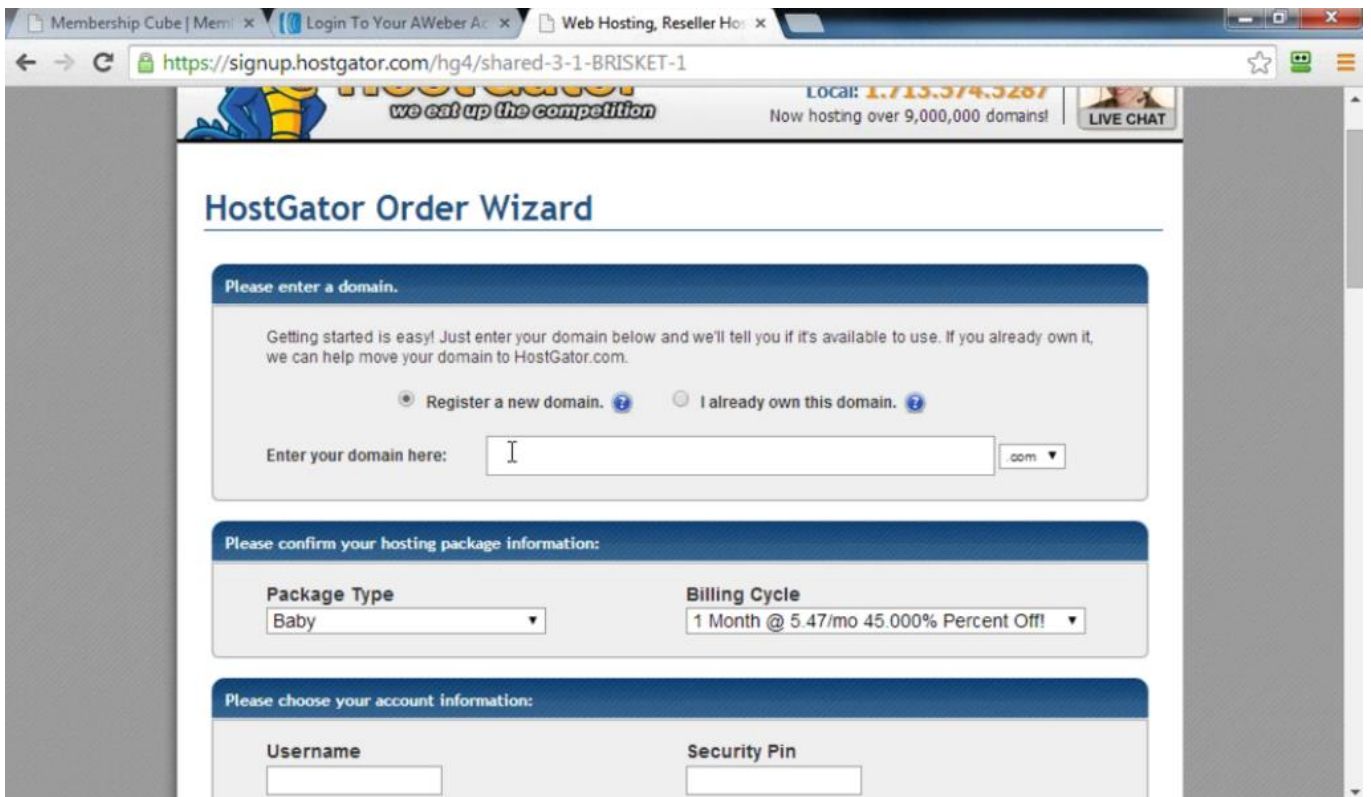 Membership Cube | Mem
Login To Your AWeber Ac
Web Hosting, Reseller Hos
https://signup.hostgator.com/hg4/shared-3-1-BRISKET-1
HostGator
we eat up the competition
Local: 1.713.574.5287
Now hosting over 9,000,000 domains!
LIVE CHAT
HostGator Order Wizard
Please enter a domain.
Getting started is easy! Just enter your domain below and we'll tell you if it's available to use. If you already own it,
we can help move your domain to HostGator.com.
Register a new domain. ? I already own this domain. ?
Enter your domain here: .com
Please confirm your hosting package information:
Package Type Billing Cycle
Baby 1 Month @ 5.47/mo 45.000% Percent Off!
Please choose your account information:
Username Security Pin